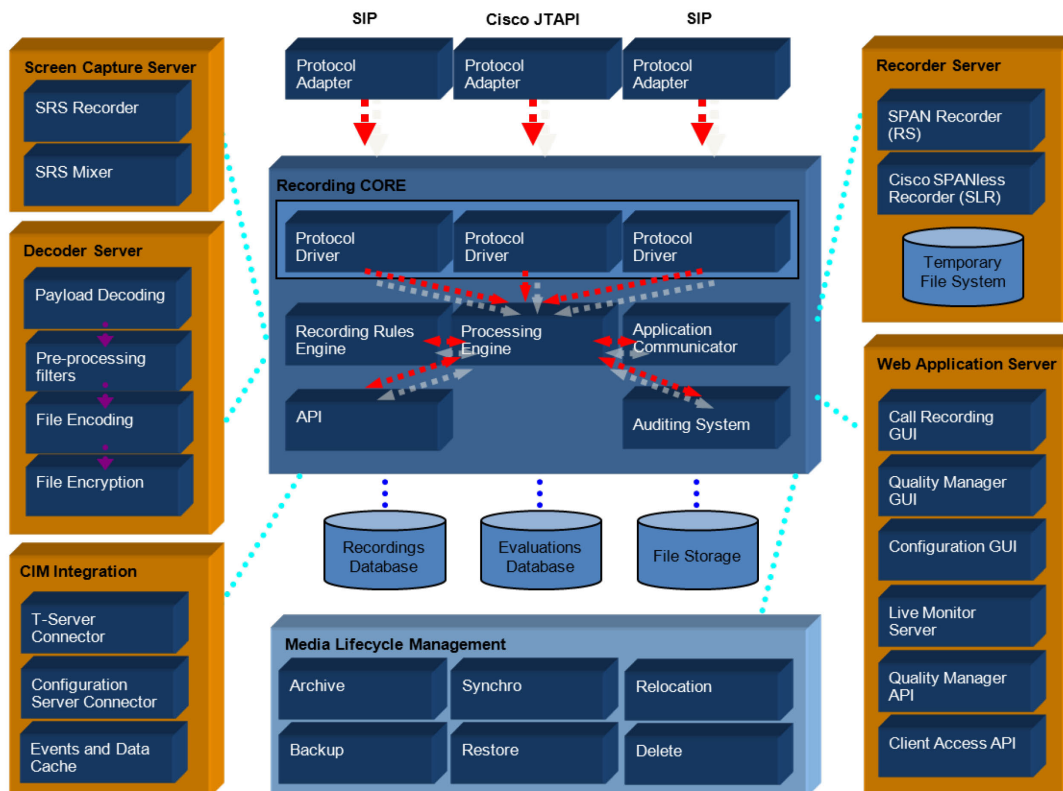 SIP
Cisco JTAPI
SIP
Protocol
Adapter
Protocol
Adapter
Protocol
Adapter
Screen Capture Server
SRS Recorder
SRS Mixer
Decoder Server
Payload Decoding
Pre-processing
filters
File Encoding
File Encryption
CIM Integration
T-Server
Connector
Configuration
Server Connector
Events and Data
Cache
Recording CORE
Protocol
Driver
Protocol
Driver
Protocol
Driver
Recording Rules
Engine
Processing
Engine
Application
Communicator
API
Auditing System
Recordings
Database
Evaluations
Database
File Storage
Media Lifecycle Management
Archive
Synchro
Relocation
Backup
Restore
Delete
Recorder Server
SPAN Recorder
(RS)
Cisco SPANless
Recorder (SLR)
Temporary
File System
Web Application Server
Call Recording
GUI
Quality Manager
GUI
Configuration GUI
Live Monitor
Server
Quality Manager
API
Client Access API